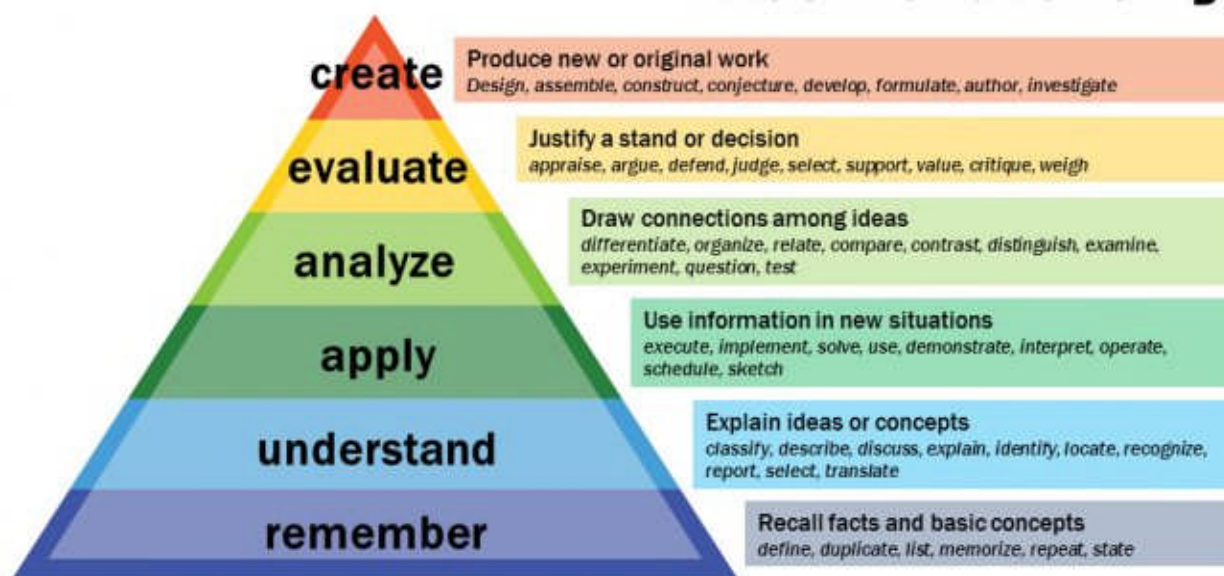 create
Produce new or original work
Design, assemble, construct, conjecture, develop, formulate, author, investigate
evaluate
Justify a stand or decision
appraise, argue, defend, judge, select, support, value, critique, weigh
analyze
Draw connections among ideas
differentiate, organize, relate, compare, contrast, distinguish, examine,
experiment, question, test
apply
Use information in new situations
execute, implement, solve, use, demonstrate, interpret, operate,
schedule, sketch
understand
Explain ideas or concepts
classify, describe, discuss, explain, identify, locate, recognize,
report, select, translate
remember
Recall facts and basic concepts
define, duplicate, list, memorize, repeat, state